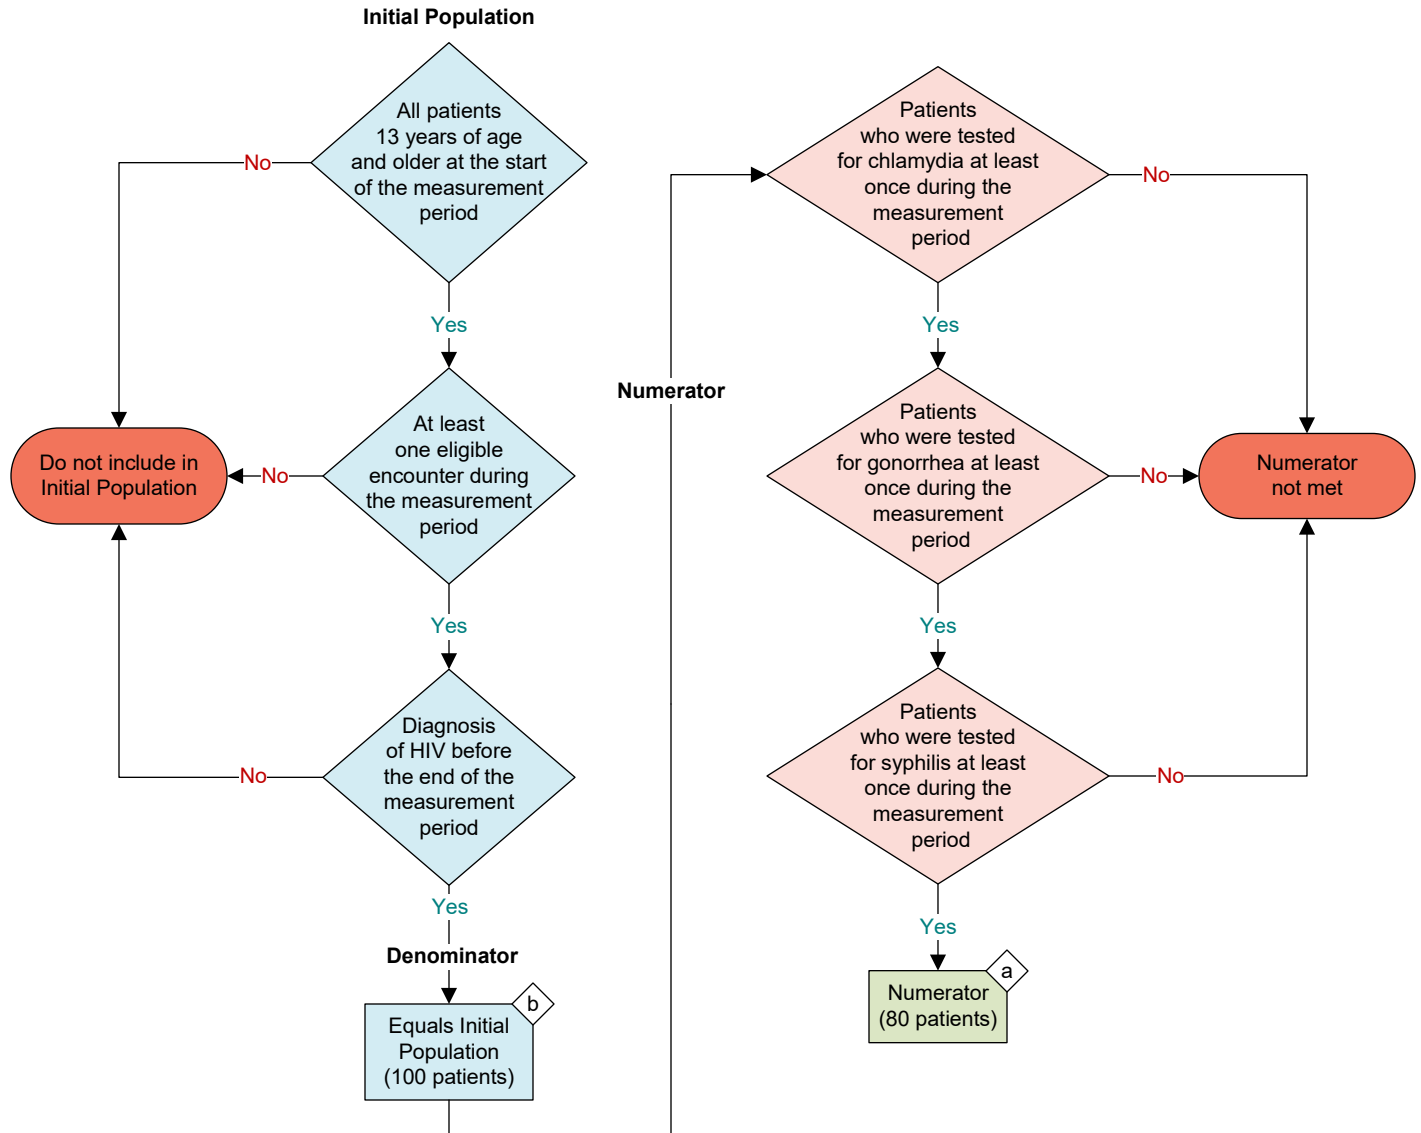 Initial Population
All patients
13 years of age
and older at the start
of the measurement
period
No
Yes
At least
one eligible
encounter during
the measurement
period
No
Do not include in
Initial Population
Yes
Diagnosis
of HIV before
the end of the
measurement
period
No
Yes
Denominator
b
Equals Initial
Population
(100 patients)
Numerator
Patients
who were tested
for chlamydia at least
once during the
measurement
period
No
Yes
Patients
who were tested
for gonorrhea at least
once during the
measurement
period
No
Numerator
not met
Yes
Patients
who were tested
for syphilis at least
once during the
measurement
period
No
Yes
a
Numerator
(80 patients)